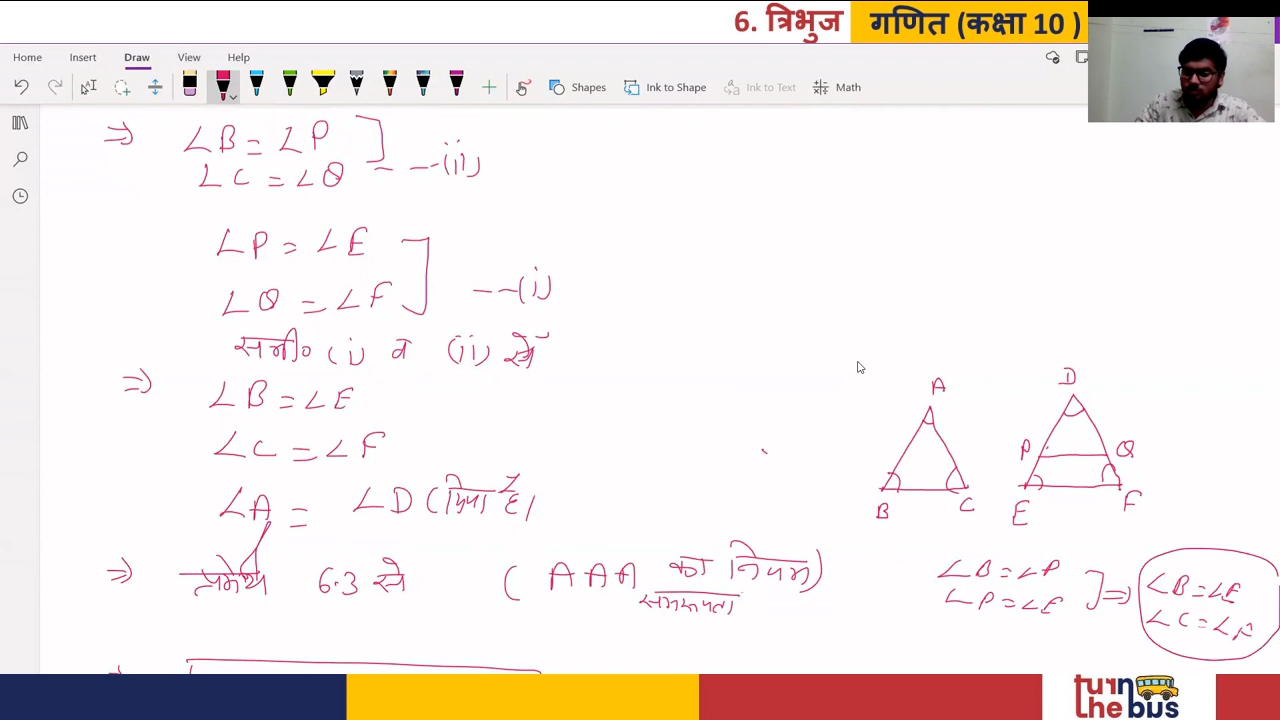 6. त्रिभुज गणित (कक्षा 10 )
Home Insert Draw View Help
Shapes Ink to Shape Ink to Text Math
⇒ ∠B = ∠P
∠C = ∠Q - - (ii)
∠P = ∠E
∠Q = ∠F - - (i)
समी० (i) व (ii) से
⇒ ∠B = ∠E
∠C = ∠F
∠A = ∠D (दिया है।
⇒ प्रमेय 6.3 से ( AAA का नियम)
समरूपता
A D
P Q
B C E F
∠B = ∠P
∠P = ∠E ] ⇒ ∠B = ∠E
∠C = ∠F
turn
the bus